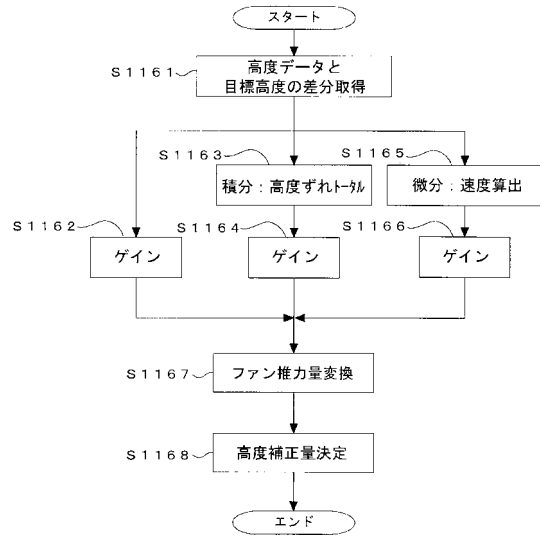 スタート
S1161
高度データと
目標高度の差分取得
S1163
積分：高度ずれﾄｰﾀﾙ
S1165
微分：速度算出
S1162
ゲイン
S1164
ゲイン
S1166
ゲイン
S1167
ファン推力量変換
S1168
高度補正量決定
エンド